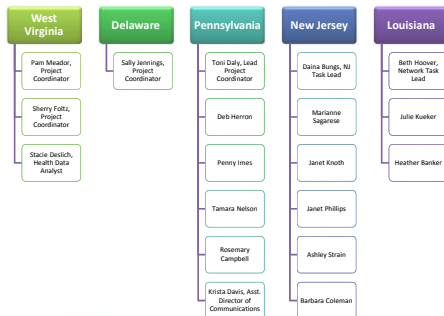 West
Virginia
Pam Meador,
Project
Coordinator
Sherry Foltz,
Project
Coordinator
Stacie Deslich,
Health Data
Analyst
Delaware
Sally Jennings,
Project
Coordinator
Pennsylvania
Toni Daly, Lead
Project
Coordinator
Deb Herron
Penny Imes
Tamara Nelson
Rosemary
Campbell
Krista Davis, Asst.
Director of
Communications
New Jersey
Daina Bungs, NJ
Task Lead
Marianne
Sagarese
Janet Knoth
Janet Phillips
Ashley Strain
Barbara Coleman
Louisiana
Beth Hoover,
Network Task
Lead
Julie Kueker
Heather Banker